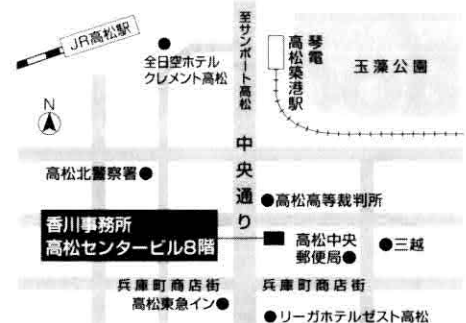 JR高松駅
全日空ホテル
クレメント高松
至サンポート高松
琴電
高松築港駅
玉藻公園
N
中央通り
高松北警察署●
●高松高等裁判所
香川事務所
高松センタービル8階
高松中央
郵便局●
●三越
兵庫町商店街
兵庫町商店街
高松東急イン●
●リーガホテルゼスト高松